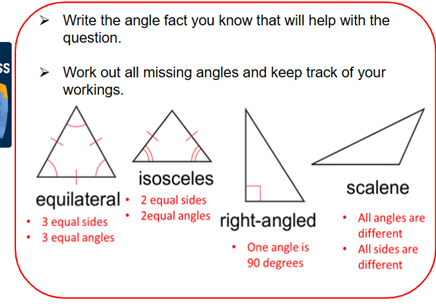 ➢ Write the angle fact you know that will help with the
question.
➢ Work out all missing angles and keep track of your
workings.
equilateral
• 3 equal sides
• 3 equal angles
isosceles
• 2 equal sides
• 2equal angles
right-angled
• One angle is
90 degrees
scalene
• All angles are
different
• All sides are
different